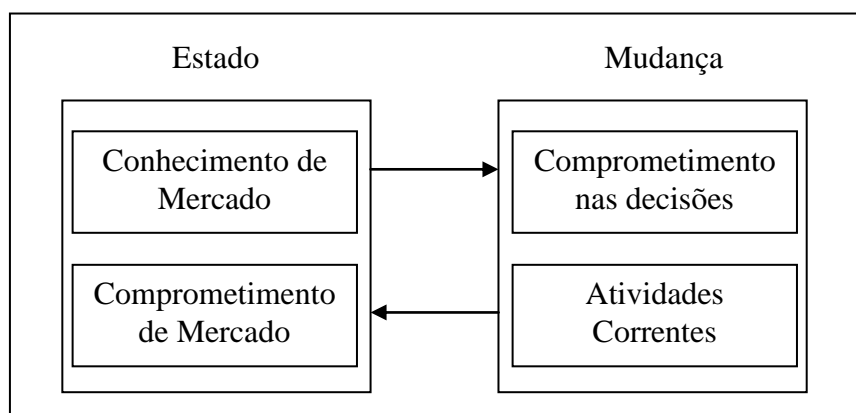 Estado
Mudança
Conhecimento de
Mercado
Comprometimento
nas decisões
Comprometimento
de Mercado
Atividades
Correntes